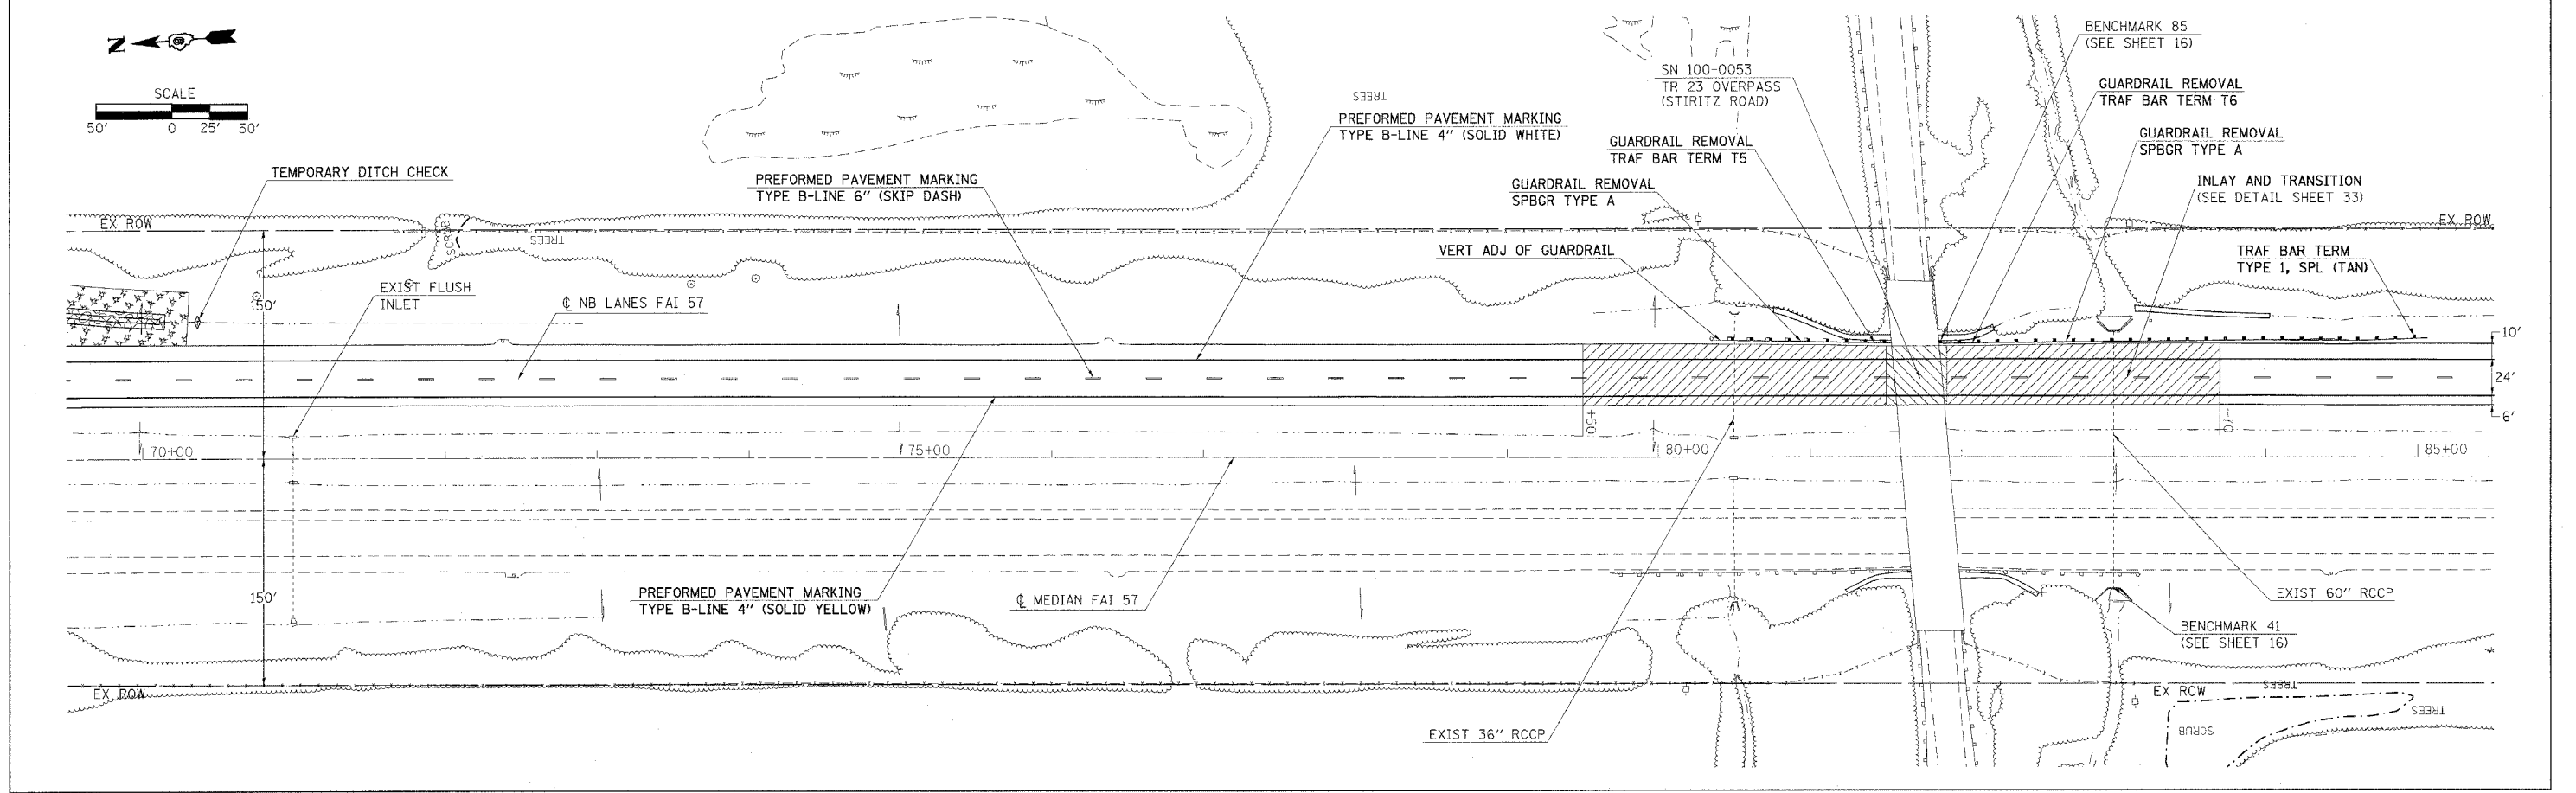 N
SCALE
50' 0 25' 50'
BENCHMARK 85
(SEE SHEET 16)
SN 100-0053
TR 23 OVERPASS
(STIRITZ ROAD)
GUARDRAIL REMOVAL
TRAF BAR TERM T6
TREES
PREFORMED PAVEMENT MARKING
TYPE B-LINE 4" (SOLID WHITE)
GUARDRAIL REMOVAL
TRAF BAR TERM T5
GUARDRAIL REMOVAL
SPBGR TYPE A
TEMPORARY DITCH CHECK
PREFORMED PAVEMENT MARKING
TYPE B-LINE 6" (SKIP DASH)
GUARDRAIL REMOVAL
SPBGR TYPE A
INLAY AND TRANSITION
(SEE DETAIL SHEET 33)
EX ROW
SCRUB
TREES
EX ROW
VERT ADJ OF GUARDRAIL
TRAF BAR TERM
TYPE 1, SPL (TAN)
EXIST FLUSH
INLET
150'
℄ NB LANES FAI 57
10'
24'
6'
+50
+70
70+00
75+00
80+00
85+00
150'
PREFORMED PAVEMENT MARKING
TYPE B-LINE 4" (SOLID YELLOW)
℄ MEDIAN FAI 57
EXIST 60" RCCP
BENCHMARK 41
(SEE SHEET 16)
EX ROW
EX ROW
TREES
TREES
SCRUB
EXIST 36" RCCP